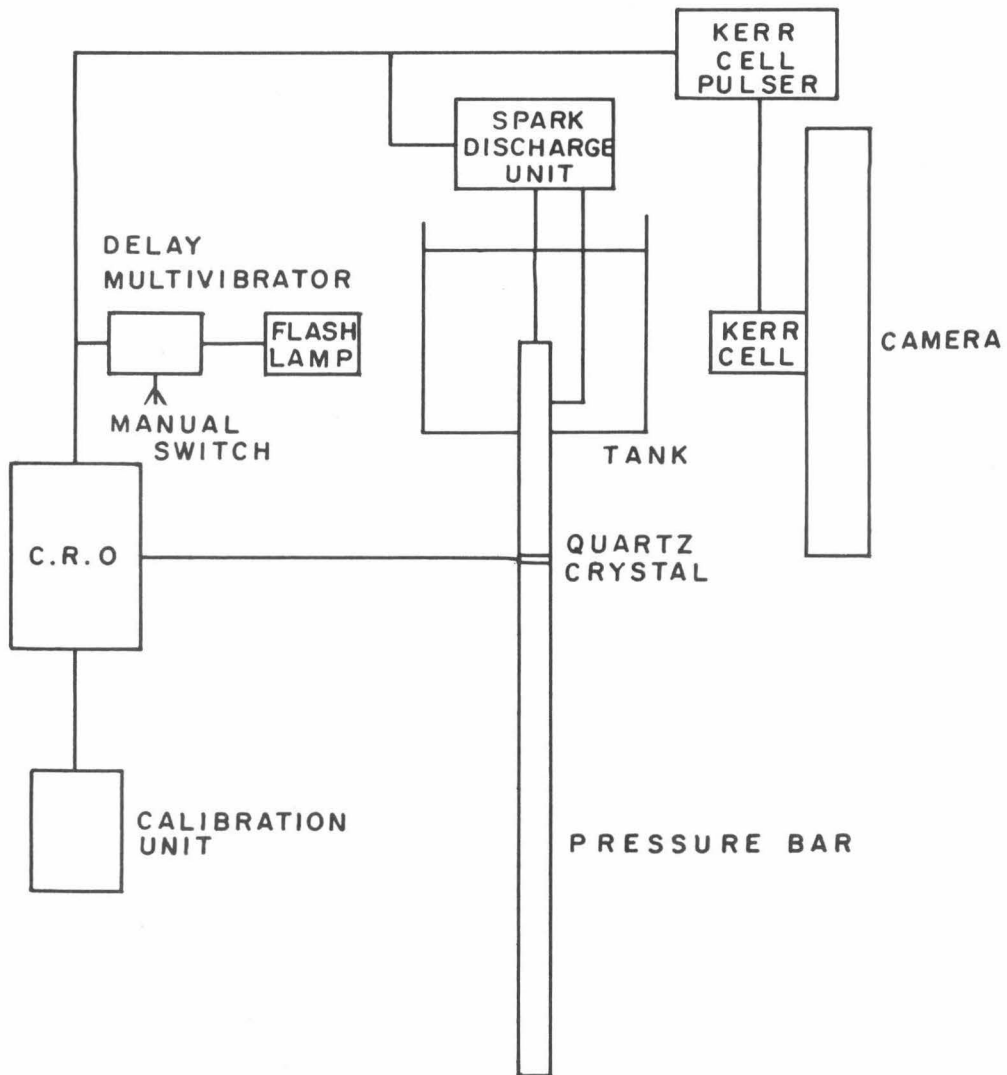 KERR
CELL
PULSER
SPARK
DISCHARGE
UNIT
DELAY
MULTIVIBRATOR
FLASH
LAMP
KERR
CELL
CAMERA
MANUAL
SWITCH
TANK
C.R.O
QUARTZ
CRYSTAL
CALIBRATION
UNIT
PRESSURE BAR